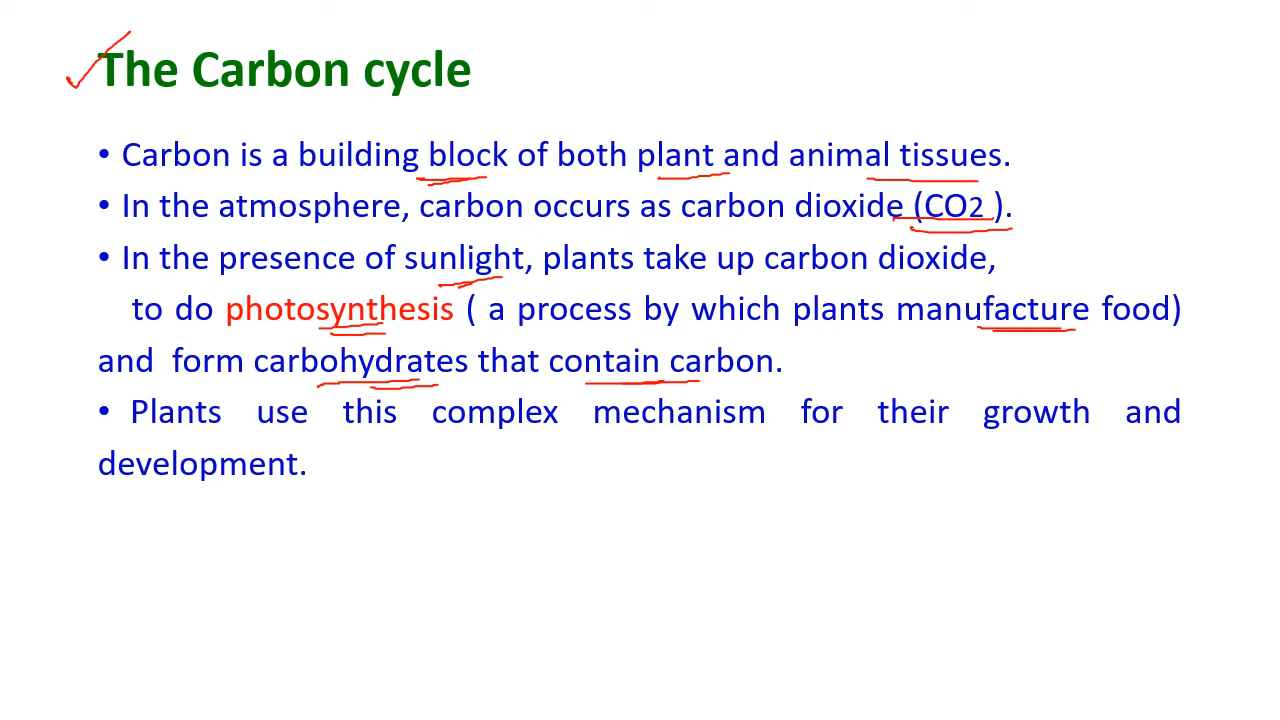 The Carbon cycle
• Carbon is a building block of both plant and animal tissues.
• In the atmosphere, carbon occurs as carbon dioxide (CO2 ).
• In the presence of sunlight, plants take up carbon dioxide,
to do photosynthesis ( a process by which plants manufacture food)
and form carbohydrates that contain carbon.
• Plants use this complex mechanism for their growth and
development.